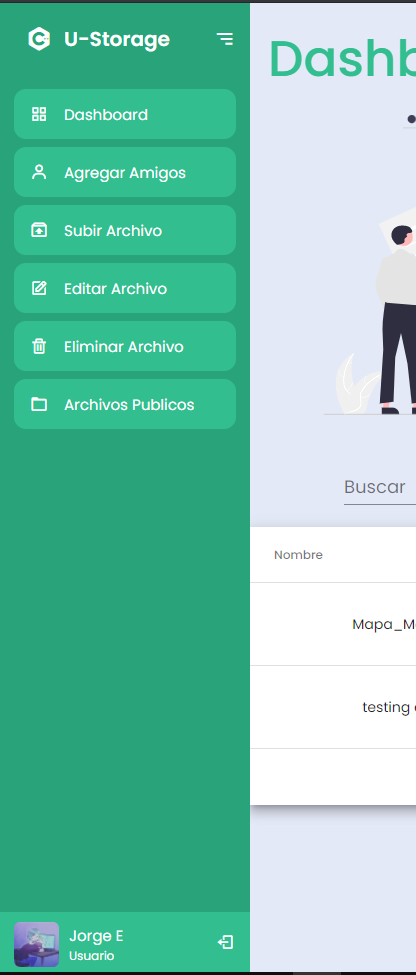 U-Storage
Dashboard
Agregar Amigos
Subir Archivo
Editar Archivo
Eliminar Archivo
Archivos Publicos
Jorge E
Usuario
Dashb
Buscar
Nombre
Mapa_M
testing